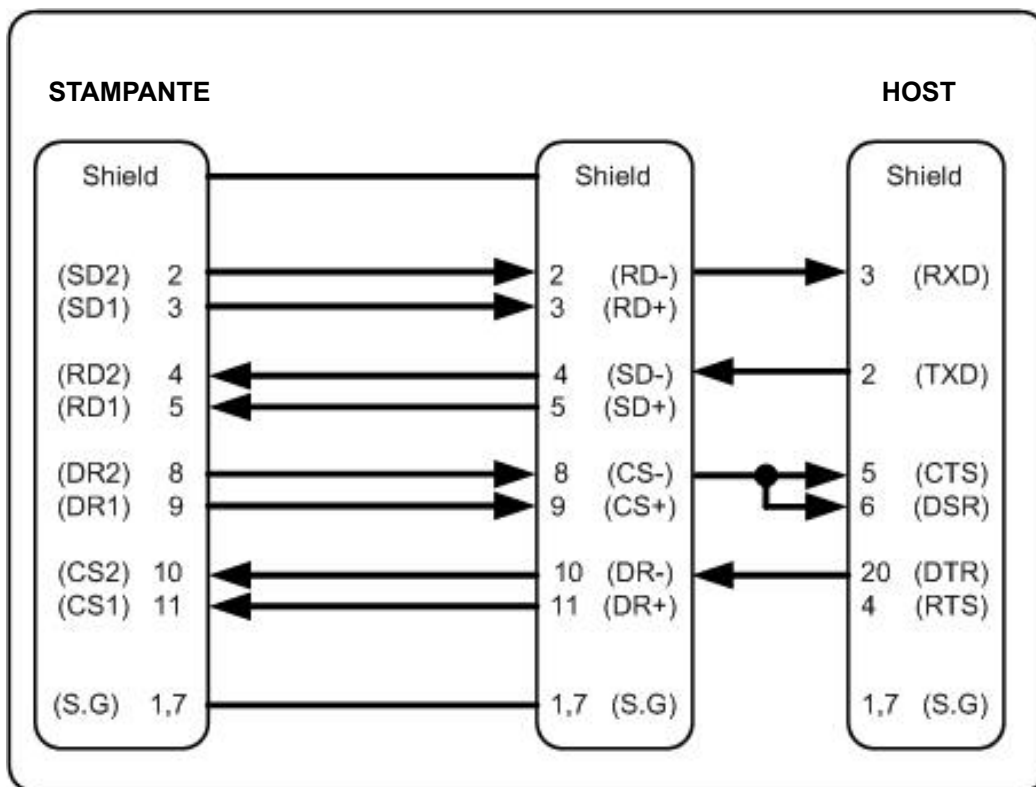 STAMPANTE HOST
Shield Shield Shield
(SD2) 2 2 (RD-) 3 (RXD)
(SD1) 3 3 (RD+)
(RD2) 4 4 (SD-) 2 (TXD)
(RD1) 5 5 (SD+)
(DR2) 8 8 (CS-) 5 (CTS)
(DR1) 9 9 (CS+) 6 (DSR)
(CS2) 10 10 (DR-) 20 (DTR)
(CS1) 11 11 (DR+) 4 (RTS)
(S.G) 1,7 1,7 (S.G) 1,7 (S.G)